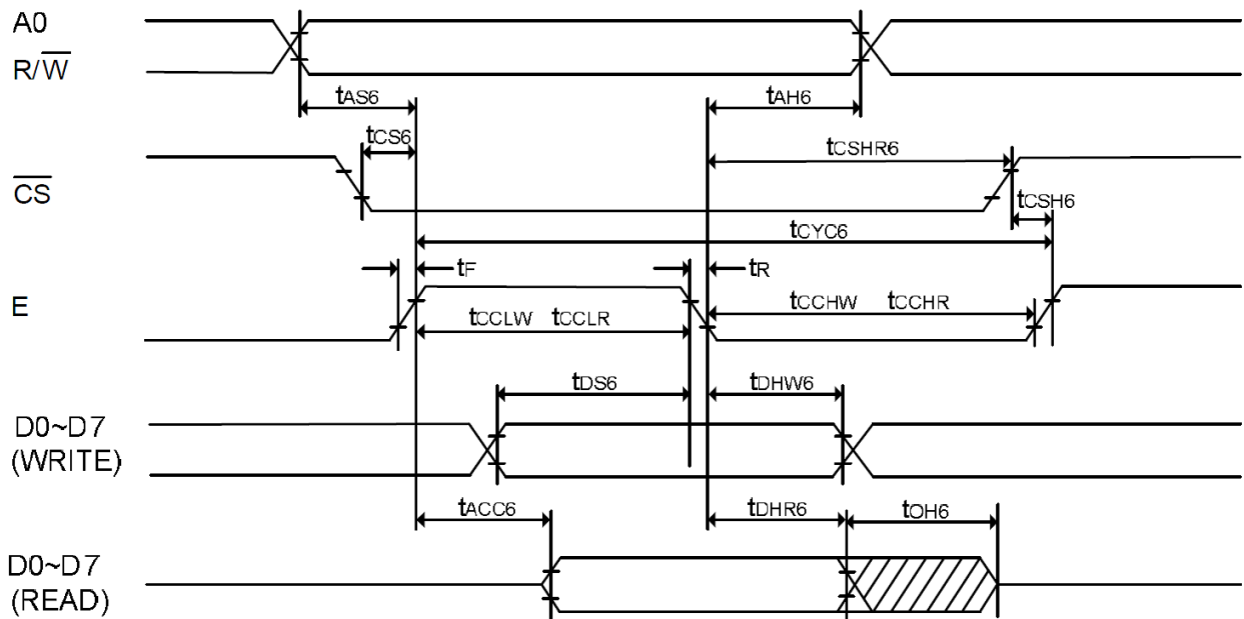 A0
R/W̅
tAS6 tAH6
tCS6 tCSHR6
C̅S̅
tCSH6
tCYC6
tF tR
E
tCCLW tCCLR tCCHW tCCHR
tDS6 tDHW6
D0~D7
(WRITE)
tACC6 tDHR6 tOH6
D0~D7
(READ)